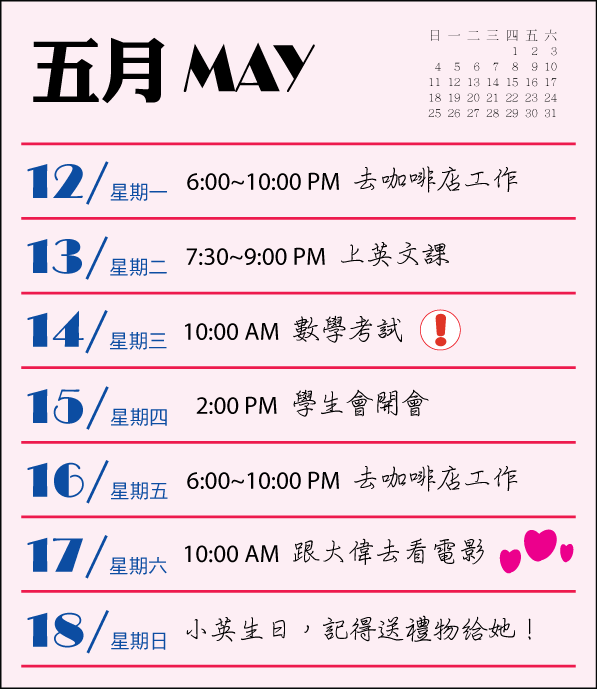 五月 MAY
日 一 二 三 四 五 六
1 2 3
4 5 6 7 8 9 10
11 12 13 14 15 16 17
18 19 20 21 22 23 24
25 26 27 28 29 30 31
12/星期一 6:00~10:00 PM 去咖啡店工作
13/星期二 7:30~9:00 PM 上英文課
14/星期三 10:00 AM 數學考試 !
15/星期四 2:00 PM 學生會開會
16/星期五 6:00~10:00 PM 去咖啡店工作
17/星期六 10:00 AM 跟大偉去看電影
18/星期日 小英生日，記得送禮物給她！